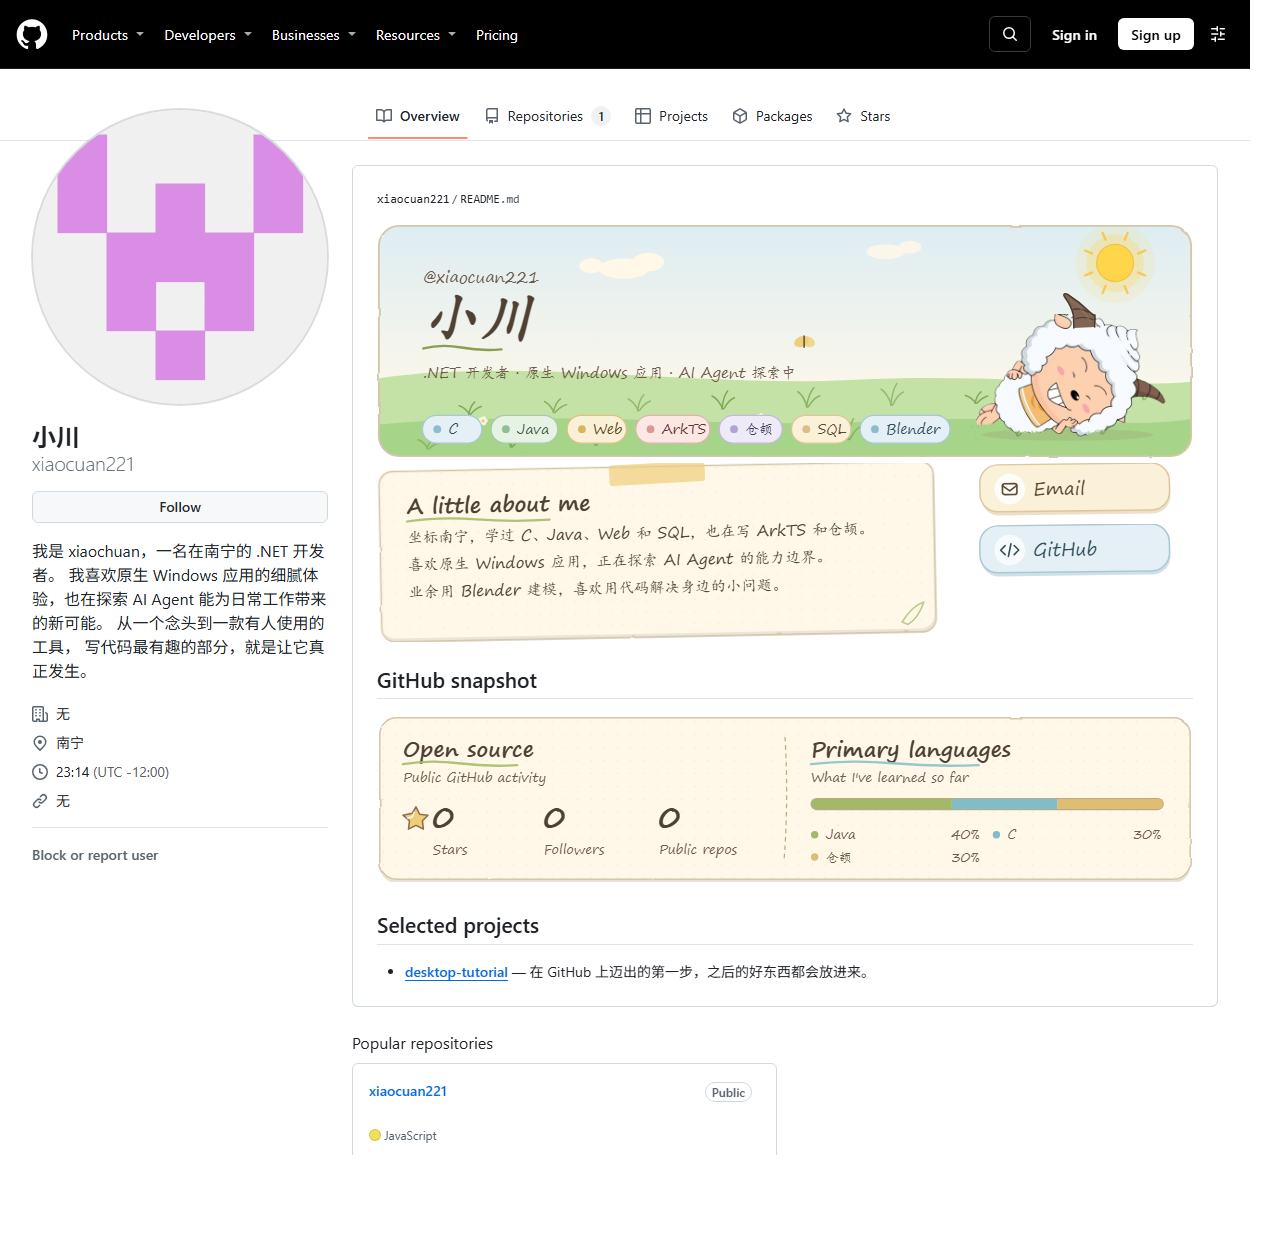 Products
Developers
Businesses
Resources
Pricing
Sign in
Sign up
Overview
Repositories 1
Projects
Packages
Stars
小川
xiaocuan221
Follow
我是 xiaochuan，一名在南宁的 .NET 开发
者。 我喜欢原生 Windows 应用的细腻体
验，也在探索 AI Agent 能为日常工作带来
的新可能。 从一个念头到一款有人使用的
工具， 写代码最有趣的部分，就是让它真
正发生。
无
南宁
23:14 (UTC -12:00)
无
Block or report user
xiaocuan221 / README.md
@xiaocuan221
小川
.NET 开发者 · 原生 Windows 应用 · AI Agent 探索中
C
Java
Web
ArkTS
仓颉
SQL
Blender
A little about me
坐标南宁，学过 C、Java、Web 和 SQL，也在写 ArkTS 和仓颉。
喜欢原生 Windows 应用，正在探索 AI Agent 的能力边界。
业余用 Blender 建模，喜欢用代码解决身边的小问题。
Email
GitHub
GitHub snapshot
Open source
Public GitHub activity
0
Stars
0
Followers
0
Public repos
Primary languages
What I've learned so far
Java 40%
C 30%
仓颉 30%
Selected projects
desktop-tutorial — 在 GitHub 上迈出的第一步，之后的好东西都会放进来。
Popular repositories
xiaocuan221
Public
JavaScript